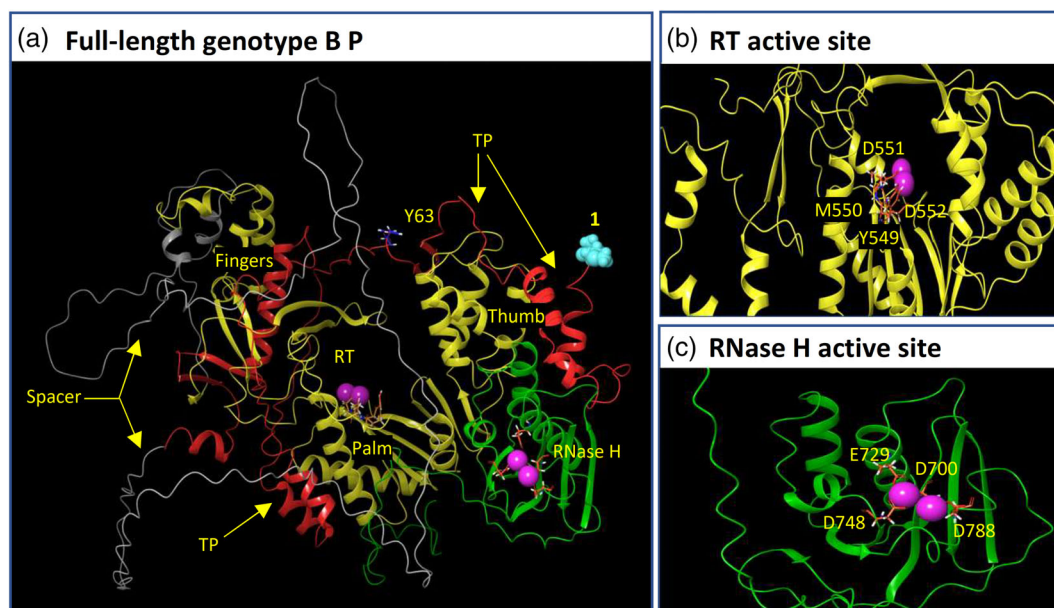 (a) Full-length genotype B P
TP
Y63
1
Fingers
Thumb
RT
Spacer
Palm
RNase H
TP
(b) RT active site
D551
M550
D552
Y549
(c) RNase H active site
E729
D700
D748
D788